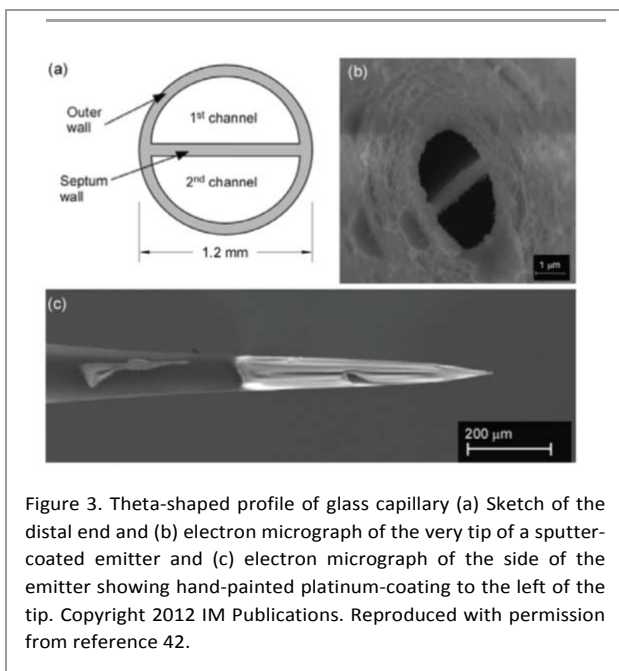 (a)
Outer
wall
1st channel
Septum
wall
2nd channel
1.2 mm
(b)
1 μm
(c)
200 μm
Figure 3. Theta-shaped profile of glass capillary (a) Sketch of the
distal end and (b) electron micrograph of the very tip of a sputter-
coated emitter and (c) electron micrograph of the side of the
emitter showing hand-painted platinum-coating to the left of the
tip. Copyright 2012 IM Publications. Reproduced with permission
from reference 42.